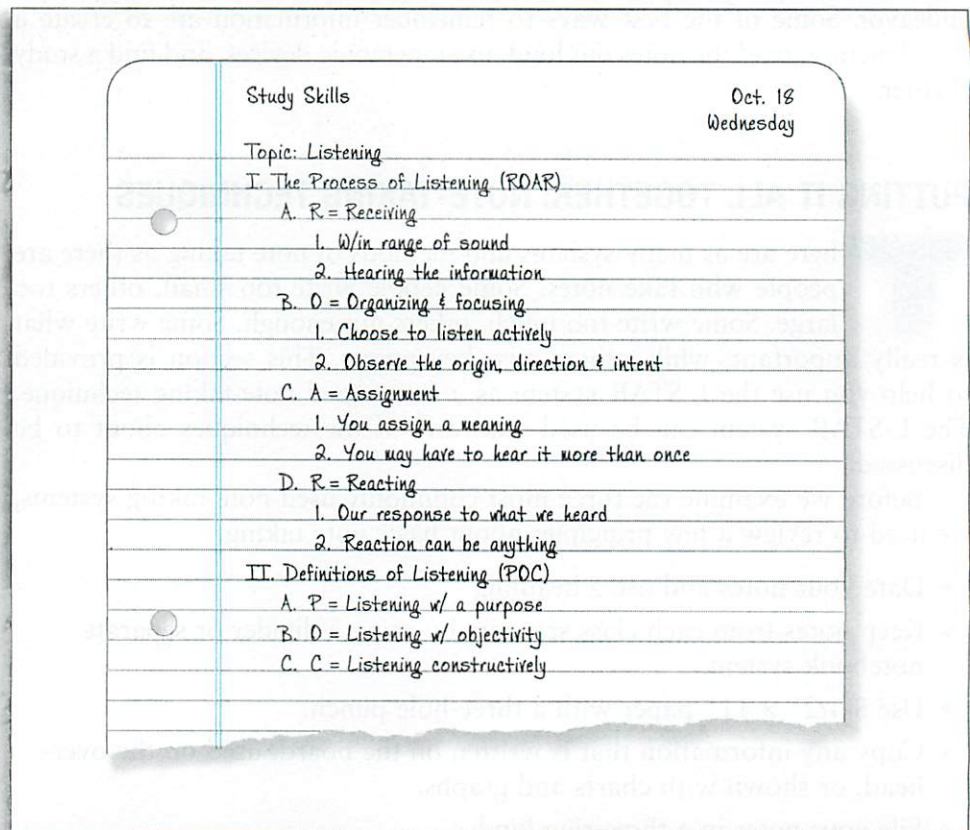 Study Skills
Oct. 18
Wednesday
Topic: Listening
I. The Process of Listening (ROAR)
A. R = Receiving
1. W/in range of sound
2. Hearing the information
B. O = Organizing & focusing
1. Choose to listen actively
2. Observe the origin, direction & intent
C. A = Assignment
1. You assign a meaning
2. You may have to hear it more than once
D. R = Reacting
1. Our response to what we heard
2. Reaction can be anything
II. Definitions of Listening (POC)
A. P = Listening w/ a purpose
B. O = Listening w/ objectivity
C. C = Listening constructively